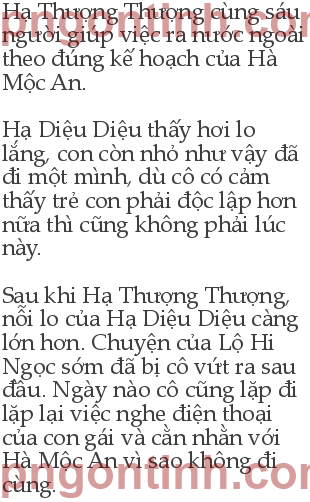 Hạ Thượng Thượng cùng sáu
người giúp việc ra nước ngoài
theo đúng kế hoạch của Hà
Mộc An.
Hạ Diệu Diệu thấy hơi lo
lắng, con còn nhỏ như vậy đã
đi một mình, dù cô có cảm
thấy trẻ con phải độc lập hơn
nữa thì cũng không phải lúc
này.
Sau khi Hạ Thượng Thượng,
nỗi lo của Hạ Diệu Diệu càng
lớn hơn. Chuyện của Lộ Hi
Ngọc sớm đã bị cô vứt ra sau
đầu. Ngày nào cô cũng lặp đi
lặp lại việc nghe điện thoại
của con gái và cằn nhằn với
Hà Mộc An vì sao không đi
cùng.
pngontinh.com
pngontinh.com